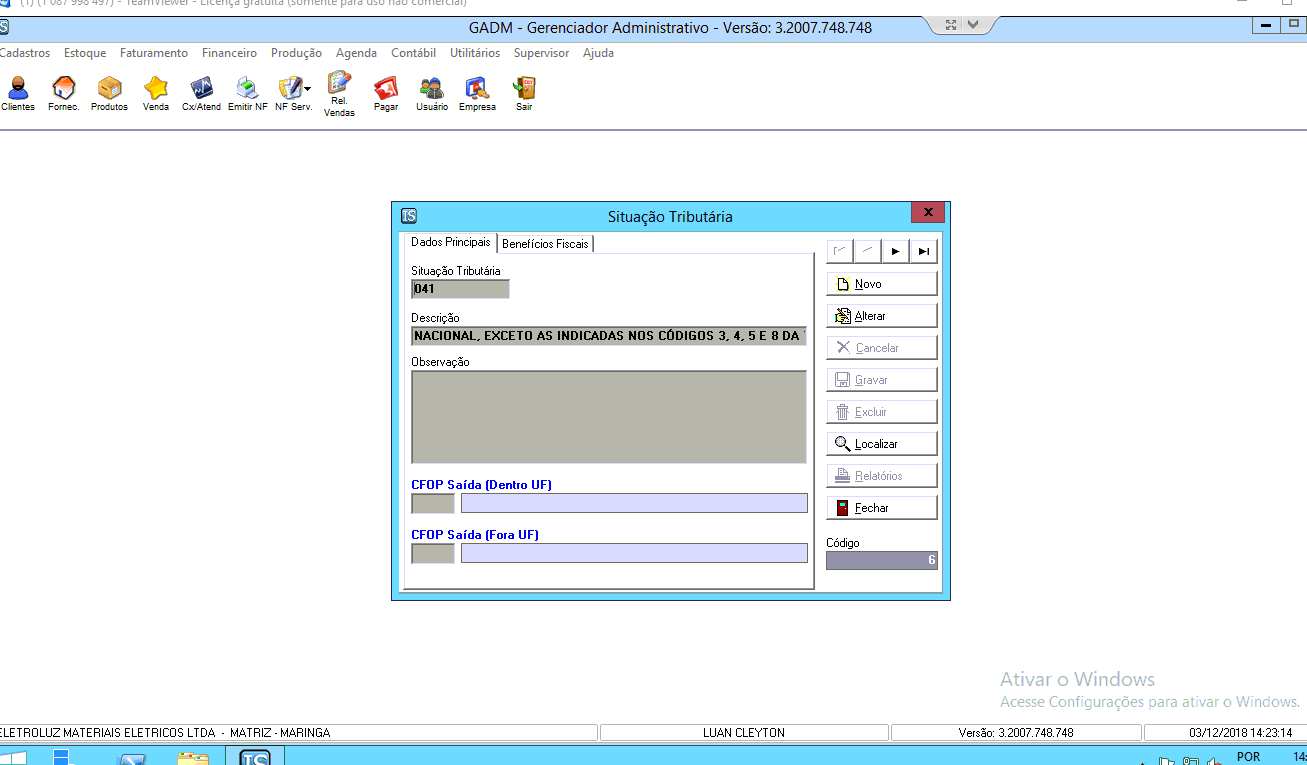 (1) (1 087 998 497) - TeamViewer - Licença gratuita (somente para uso não comercial)
GADM - Gerenciador Administrativo - Versão: 3.2007.748.748
Cadastros Estoque Faturamento Financeiro Produção Agenda Contábil Utilitários Supervisor Ajuda
Clientes Fornec. Produtos Venda Cx/Atend Emitir NF NF Serv. Rel. Vendas Pagar Usuário Empresa Sair
IS Situação Tributária x
Dados Principais Benefícios Fiscais
Situação Tributária
041
Novo
Descrição
Alterar
NACIONAL, EXCETO AS INDICADAS NOS CÓDIGOS 3, 4, 5 E 8 DA
Cancelar
Observação
Gravar
Excluir
Localizar
Relatórios
CFOP Saída (Dentro UF)
Fechar
CFOP Saída (Fora UF)
Código
6
Ativar o Windows
Acesse Configurações para ativar o Windows.
ELETROLUZ MATERIAIS ELETRICOS LTDA - MATRIZ - MARINGA LUAN CLEYTON Versão: 3.2007.748.748 03/12/2018 14:23:14
IS POR